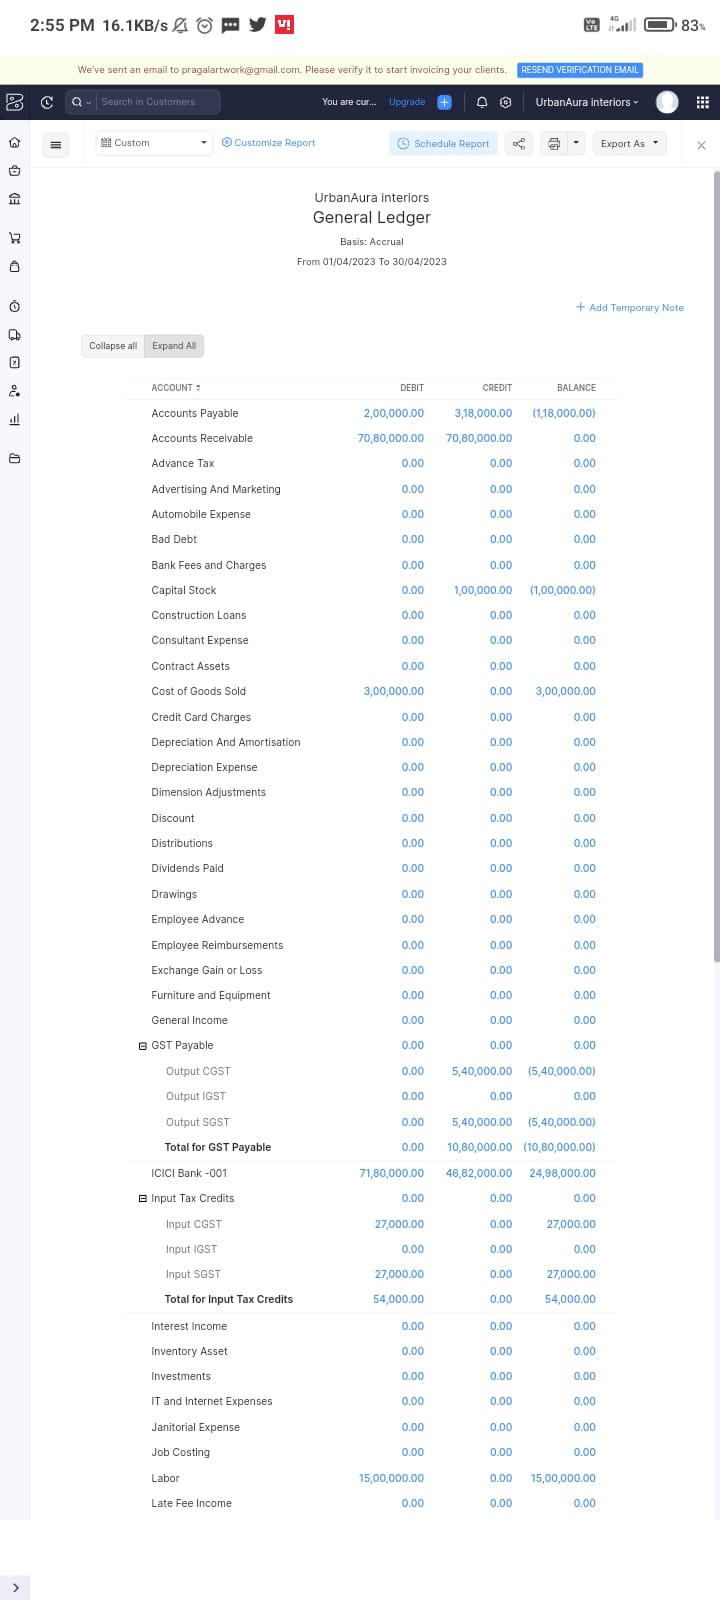 2:55 PM 16.1KB/s 4G 83%
We've sent an email to pragalartwork@gmail.com. Please verify it to start invoicing your clients. RESEND VERIFICATION EMAIL
Search in Customers You are cur... Upgrade UrbanAura interiors
Custom Customize Report Schedule Report Export As
UrbanAura interiors
General Ledger
Basis: Accrual
From 01/04/2023 To 30/04/2023
+ Add Temporary Note
Collapse all Expand All
ACCOUNT DEBIT CREDIT BALANCE
Accounts Payable 2,00,000.00 3,18,000.00 (1,18,000.00)
Accounts Receivable 70,80,000.00 70,80,000.00 0.00
Advance Tax 0.00 0.00 0.00
Advertising And Marketing 0.00 0.00 0.00
Automobile Expense 0.00 0.00 0.00
Bad Debt 0.00 0.00 0.00
Bank Fees and Charges 0.00 0.00 0.00
Capital Stock 0.00 1,00,000.00 (1,00,000.00)
Construction Loans 0.00 0.00 0.00
Consultant Expense 0.00 0.00 0.00
Contract Assets 0.00 0.00 0.00
Cost of Goods Sold 3,00,000.00 0.00 3,00,000.00
Credit Card Charges 0.00 0.00 0.00
Depreciation And Amortisation 0.00 0.00 0.00
Depreciation Expense 0.00 0.00 0.00
Dimension Adjustments 0.00 0.00 0.00
Discount 0.00 0.00 0.00
Distributions 0.00 0.00 0.00
Dividends Paid 0.00 0.00 0.00
Drawings 0.00 0.00 0.00
Employee Advance 0.00 0.00 0.00
Employee Reimbursements 0.00 0.00 0.00
Exchange Gain or Loss 0.00 0.00 0.00
Furniture and Equipment 0.00 0.00 0.00
General Income 0.00 0.00 0.00
GST Payable 0.00 0.00 0.00
Output CGST 0.00 5,40,000.00 (5,40,000.00)
Output IGST 0.00 0.00 0.00
Output SGST 0.00 5,40,000.00 (5,40,000.00)
Total for GST Payable 0.00 10,80,000.00 (10,80,000.00)
ICICI Bank -001 71,80,000.00 46,82,000.00 24,98,000.00
Input Tax Credits 0.00 0.00 0.00
Input CGST 27,000.00 0.00 27,000.00
Input IGST 0.00 0.00 0.00
Input SGST 27,000.00 0.00 27,000.00
Total for Input Tax Credits 54,000.00 0.00 54,000.00
Interest Income 0.00 0.00 0.00
Inventory Asset 0.00 0.00 0.00
Investments 0.00 0.00 0.00
IT and Internet Expenses 0.00 0.00 0.00
Janitorial Expense 0.00 0.00 0.00
Job Costing 0.00 0.00 0.00
Labor 15,00,000.00 0.00 15,00,000.00
Late Fee Income 0.00 0.00 0.00